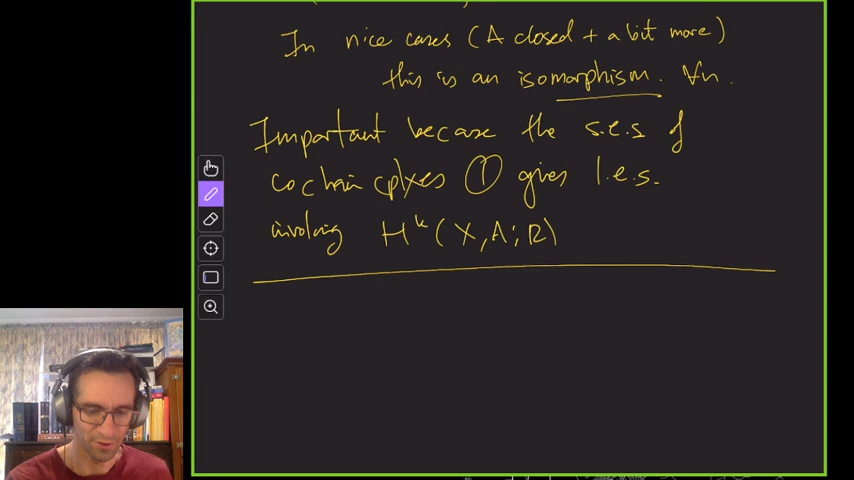 In nice cases (A closed + a bit more)
this is an isomorphism. ∀n.
Important because the s.e.s of
cochain cplxes ① gives l.e.s.
involving H^k(X,A;R)